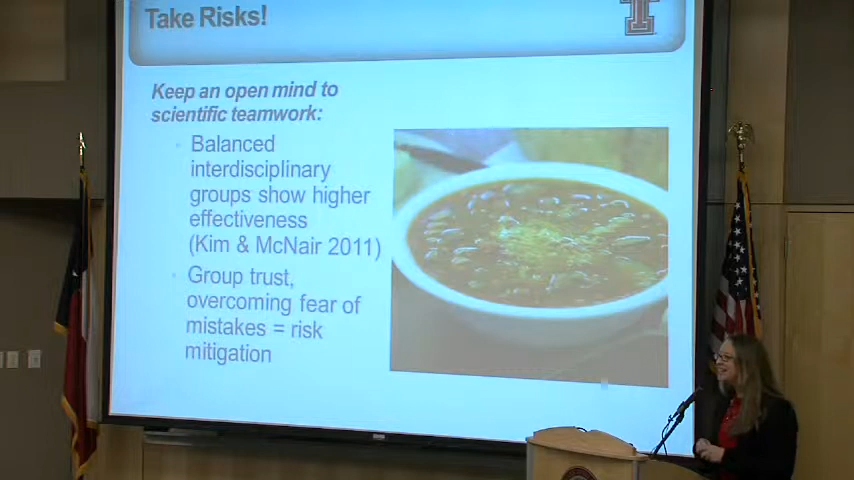 Take Risks!
Keep an open mind to
scientific teamwork:
Balanced
interdisciplinary
groups show higher
effectiveness
(Kim & McNair 2011)
Group trust,
overcoming fear of
mistakes = risk
mitigation